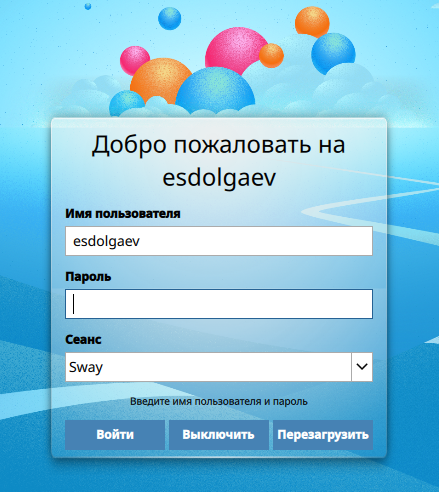 Добро пожаловать на
esdolgaev
Имя пользователя
esdolgaev
Пароль
Сеанс
Sway
Введите имя пользователя и пароль
Войти
Выключить
Перезагрузить